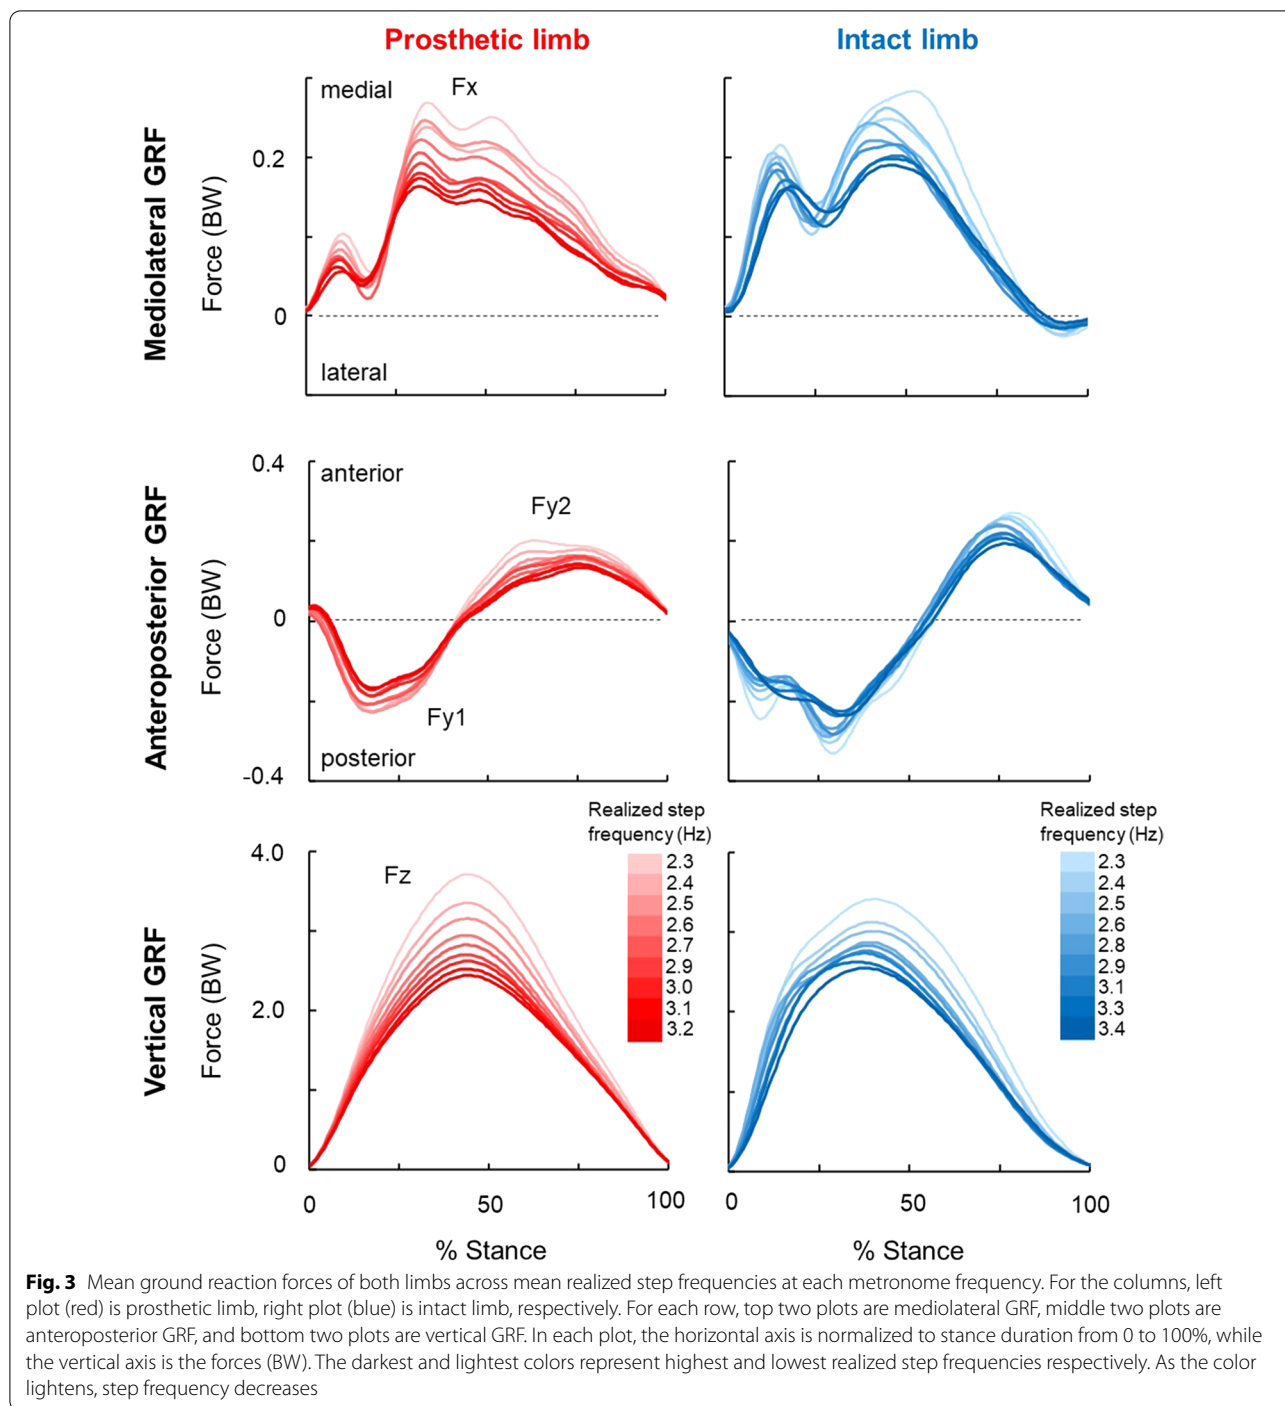 Prosthetic limb
Intact limb
Mediolateral GRF
Force (BW)
medial
Fx
0.2
0
lateral
Anteroposterior GRF
Force (BW)
0.4
anterior
Fy2
0
Fy1
posterior
-0.4
Vertical GRF
Force (BW)
4.0
Fz
2.0
0
Realized step
frequency (Hz)
2.3
2.4
2.5
2.6
2.7
2.9
3.0
3.1
3.2
Realized step
frequency (Hz)
2.3
2.4
2.5
2.6
2.8
2.9
3.1
3.3
3.4
0
50
100
0
50
100
% Stance
% Stance
Fig. 3 Mean ground reaction forces of both limbs across mean realized step frequencies at each metronome frequency. For the columns, left
plot (red) is prosthetic limb, right plot (blue) is intact limb, respectively. For each row, top two plots are mediolateral GRF, middle two plots are
anteroposterior GRF, and bottom two plots are vertical GRF. In each plot, the horizontal axis is normalized to stance duration from 0 to 100%, while
the vertical axis is the forces (BW). The darkest and lightest colors represent highest and lowest realized step frequencies respectively. As the color
lightens, step frequency decreases